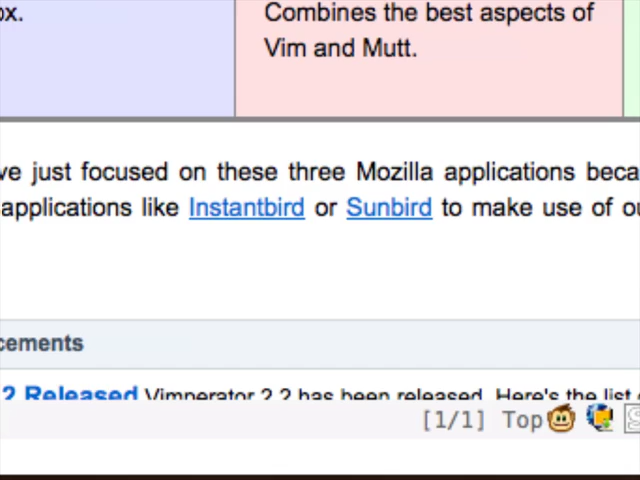 ox.
Combines the best aspects of
Vim and Mutt.
ve just focused on these three Mozilla applications beca
applications like Instantbird or Sunbird to make use of ou
cements
2 Released Vimperator 2.2 has been released. Here's the list
[1/1] Top